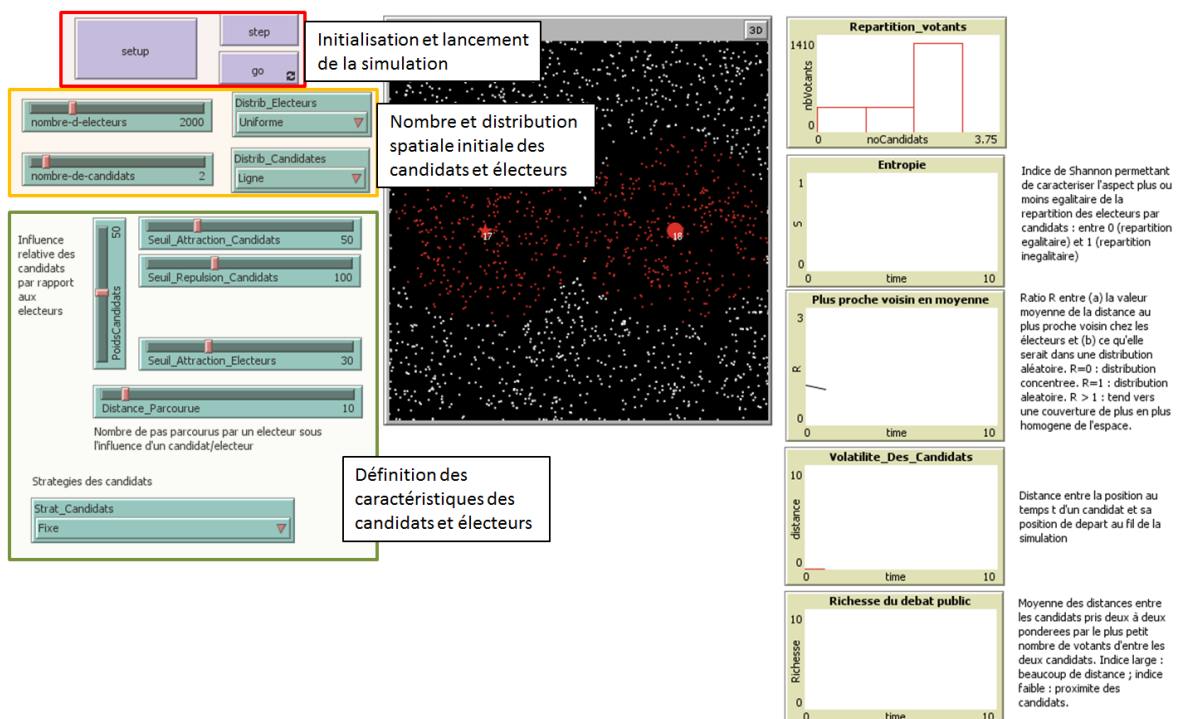 setup
step
go
Initialisation et lancement
de la simulation
nombre-d-electeurs 2000
Distrib_Electeurs
Uniforme
nombre-de-candidats 2
Distrib_Candidates
Ligne
Nombre et distribution
spatiale initiale des
candidats et électeurs
Influence
relative des
candidats
par rapport
aux
electeurs
PoidsCandidats 50
Seuil_Attraction_Candidats 50
Seuil_Repulsion_Candidats 100
Seuil_Attraction_Electeurs 30
Distance_Parcourue 10
Nombre de pas parcourus par un electeur sous
l'influence d'un candidat/electeur
Strategies des candidats
Strat_Candidats
Fixe
Définition des
caractéristiques des
candidats et électeurs
3D
17
18
Repartition_votants
1410
nbVotants
0
0 noCandidats 3.75
Entropie
1
S
0
0 time 10
Indice de Shannon permettant
de caracteriser l'aspect plus ou
moins egalitaire de la
repartition des electeurs par
candidats : entre 0 (repartition
egalitaire) et 1 (repartition
inegalitaire)
Plus proche voisin en moyenne
3
R
0
0 time 10
Ratio R entre (a) la valeur
moyenne de la distance au
plus proche voisin chez les
électeurs et (b) ce qu'elle
serait dans une distribution
aléatoire. R=0 : distribution
concentree. R=1 : distribution
aleatoire. R > 1 : tend vers
une couverture de plus en plus
homogene de l'espace.
Volatilite_Des_Candidats
10
distance
0
0 time 10
Distance entre la position au
temps t d'un candidat et sa
position de depart au fil de la
simulation
Richesse du debat public
10
Richesse
0
0 time 10
Moyenne des distances entre
les candidats pris deux à deux
ponderees par le plus petit
nombre de votants d'entre les
deux candidats. Indice large :
beaucoup de distance ; indice
faible : proximite des
candidats.